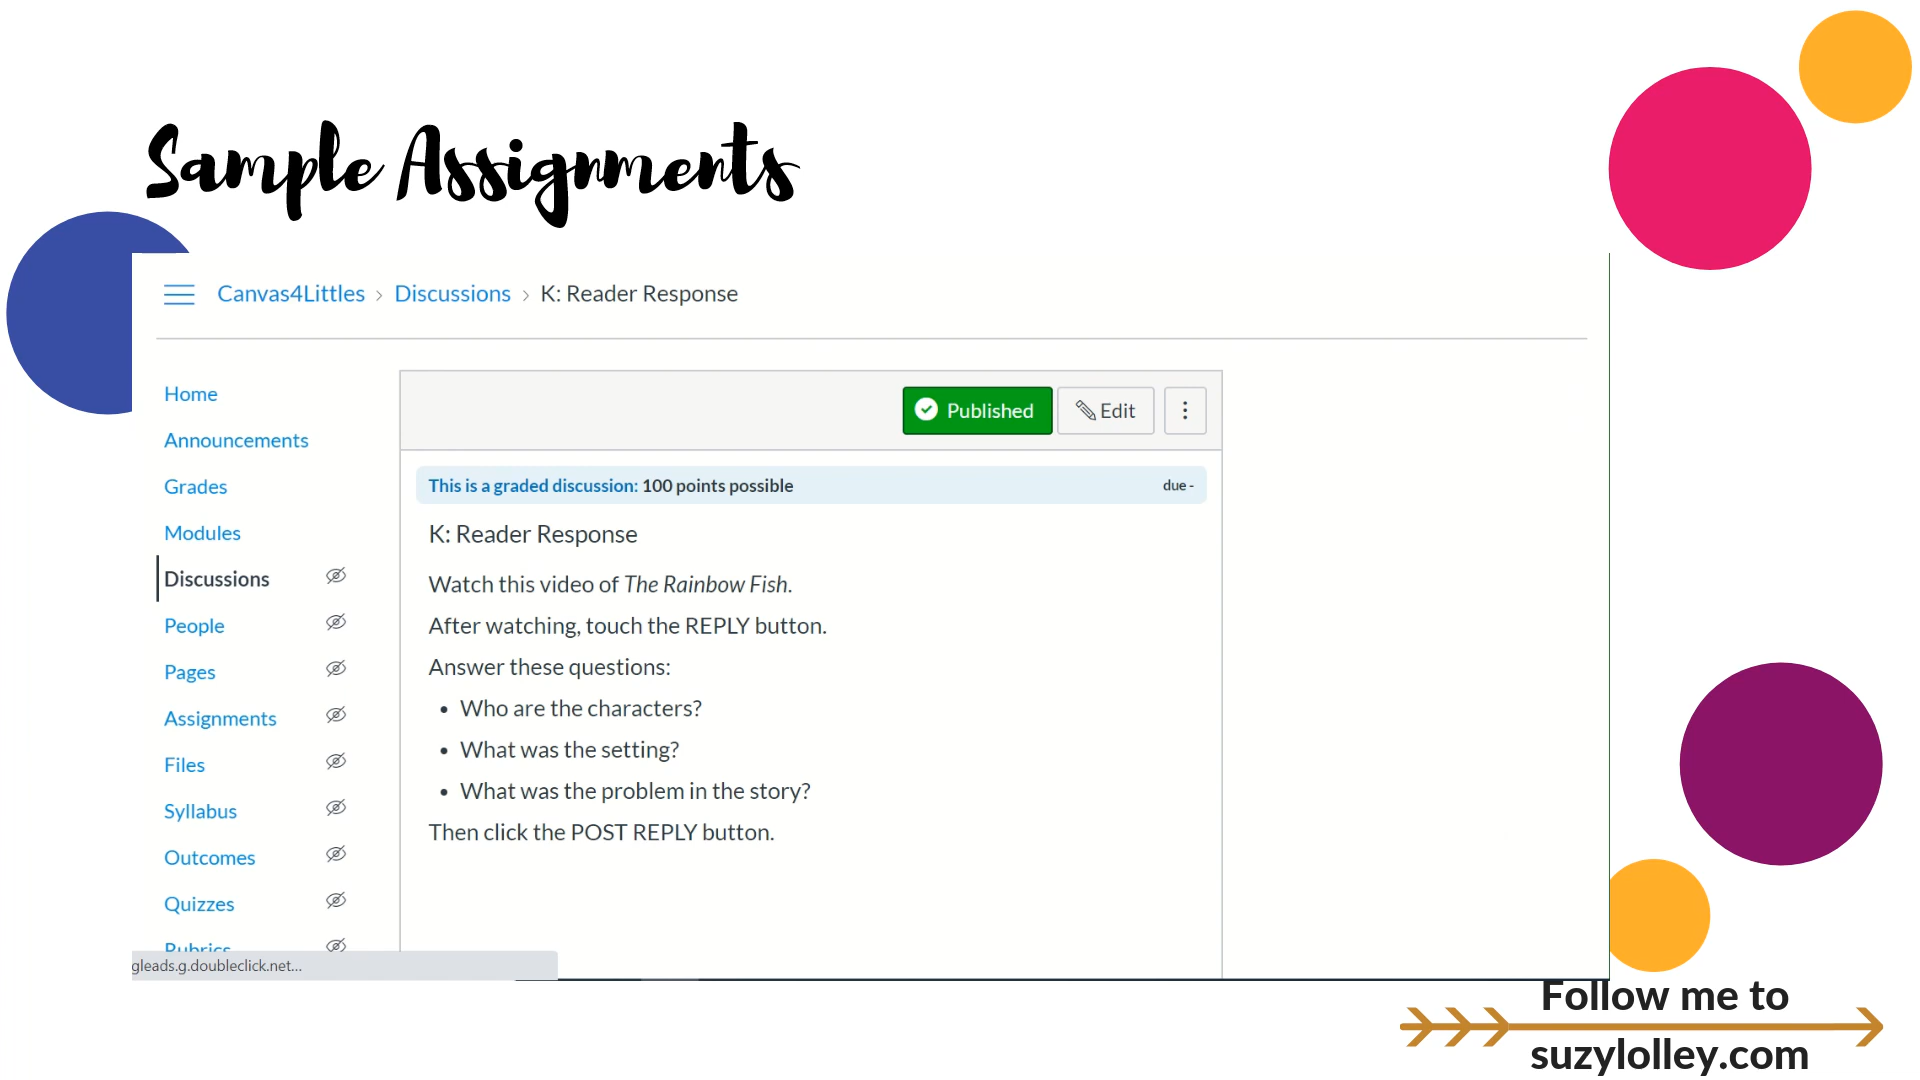 Sample Assignments
Canvas4Littles › Discussions › K: Reader Response
Home
Announcements
Grades
Modules
Discussions
People
Pages
Assignments
Files
Syllabus
Outcomes
Quizzes
Rubrics
Published
Edit
This is a graded discussion: 100 points possible
due -
K: Reader Response
Watch this video of The Rainbow Fish.
After watching, touch the REPLY button.
Answer these questions:
• Who are the characters?
• What was the setting?
• What was the problem in the story?
Then click the POST REPLY button.
gleads.g.doubleclick.net...
Follow me to
suzylolley.com